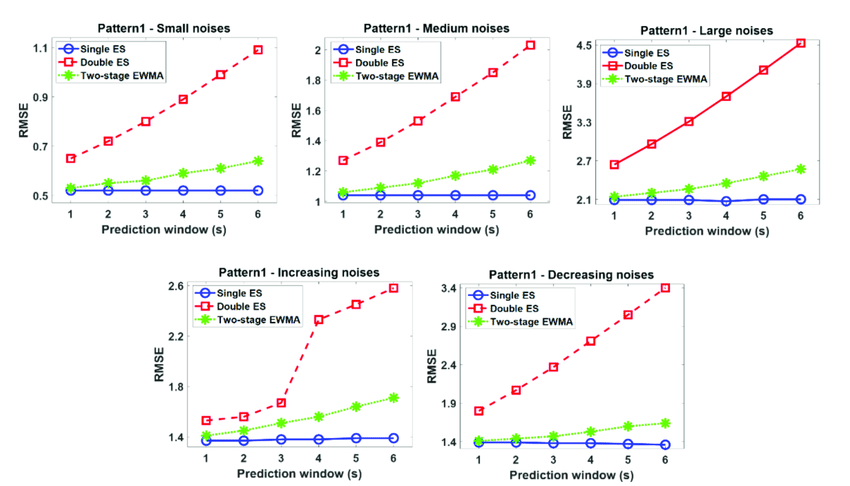 Pattern1 - Small noises
1.1
0.9
0.7
0.5
RMSE
Single ES
Double ES
Two-stage EWMA
1 2 3 4 5 6
Prediction window (s)
Pattern1 - Medium noises
2
1.8
1.6
1.4
1.2
1
RMSE
Single ES
Double ES
Two-stage EWMA
1 2 3 4 5 6
Prediction window (s)
Pattern1 - Large noises
4.5
3.9
3.3
2.7
2.1
RMSE
Single ES
Double ES
Two-stage EWMA
1 2 3 4 5 6
Prediction window (s)
Pattern1 - Increasing noises
2.6
2.2
1.8
1.4
RMSE
Single ES
Double ES
Two-stage EWMA
1 2 3 4 5 6
Prediction window (s)
Pattern1 - Decreasing noises
3.4
2.9
2.4
1.9
1.4
RMSE
Single ES
Double ES
Two-stage EWMA
1 2 3 4 5 6
Prediction window (s)